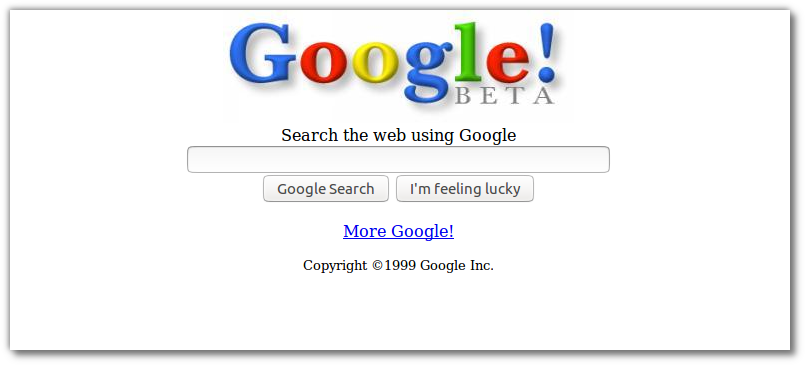 Google!
BETA
Search the web using Google
Google Search I'm feeling lucky
More Google!
Copyright ©1999 Google Inc.